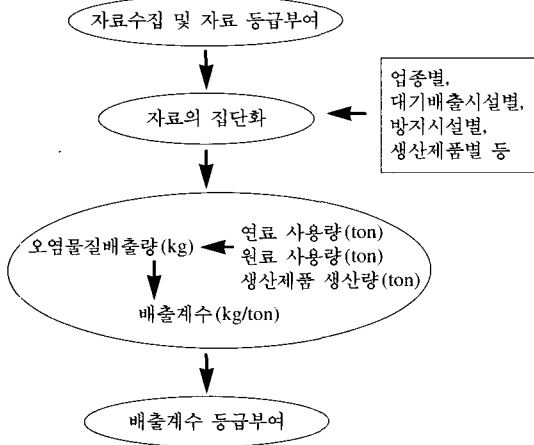 자료수집 및 자료 등급부여
자료의 집단화
업종별,
대기배출시설별,
방지시설별,
생산제품별 등
오염물질배출량(kg)
연료 사용량(ton)
원료 사용량(ton)
생산제품 생산량(ton)
배출계수(kg/ton)
배출계수 등급부여